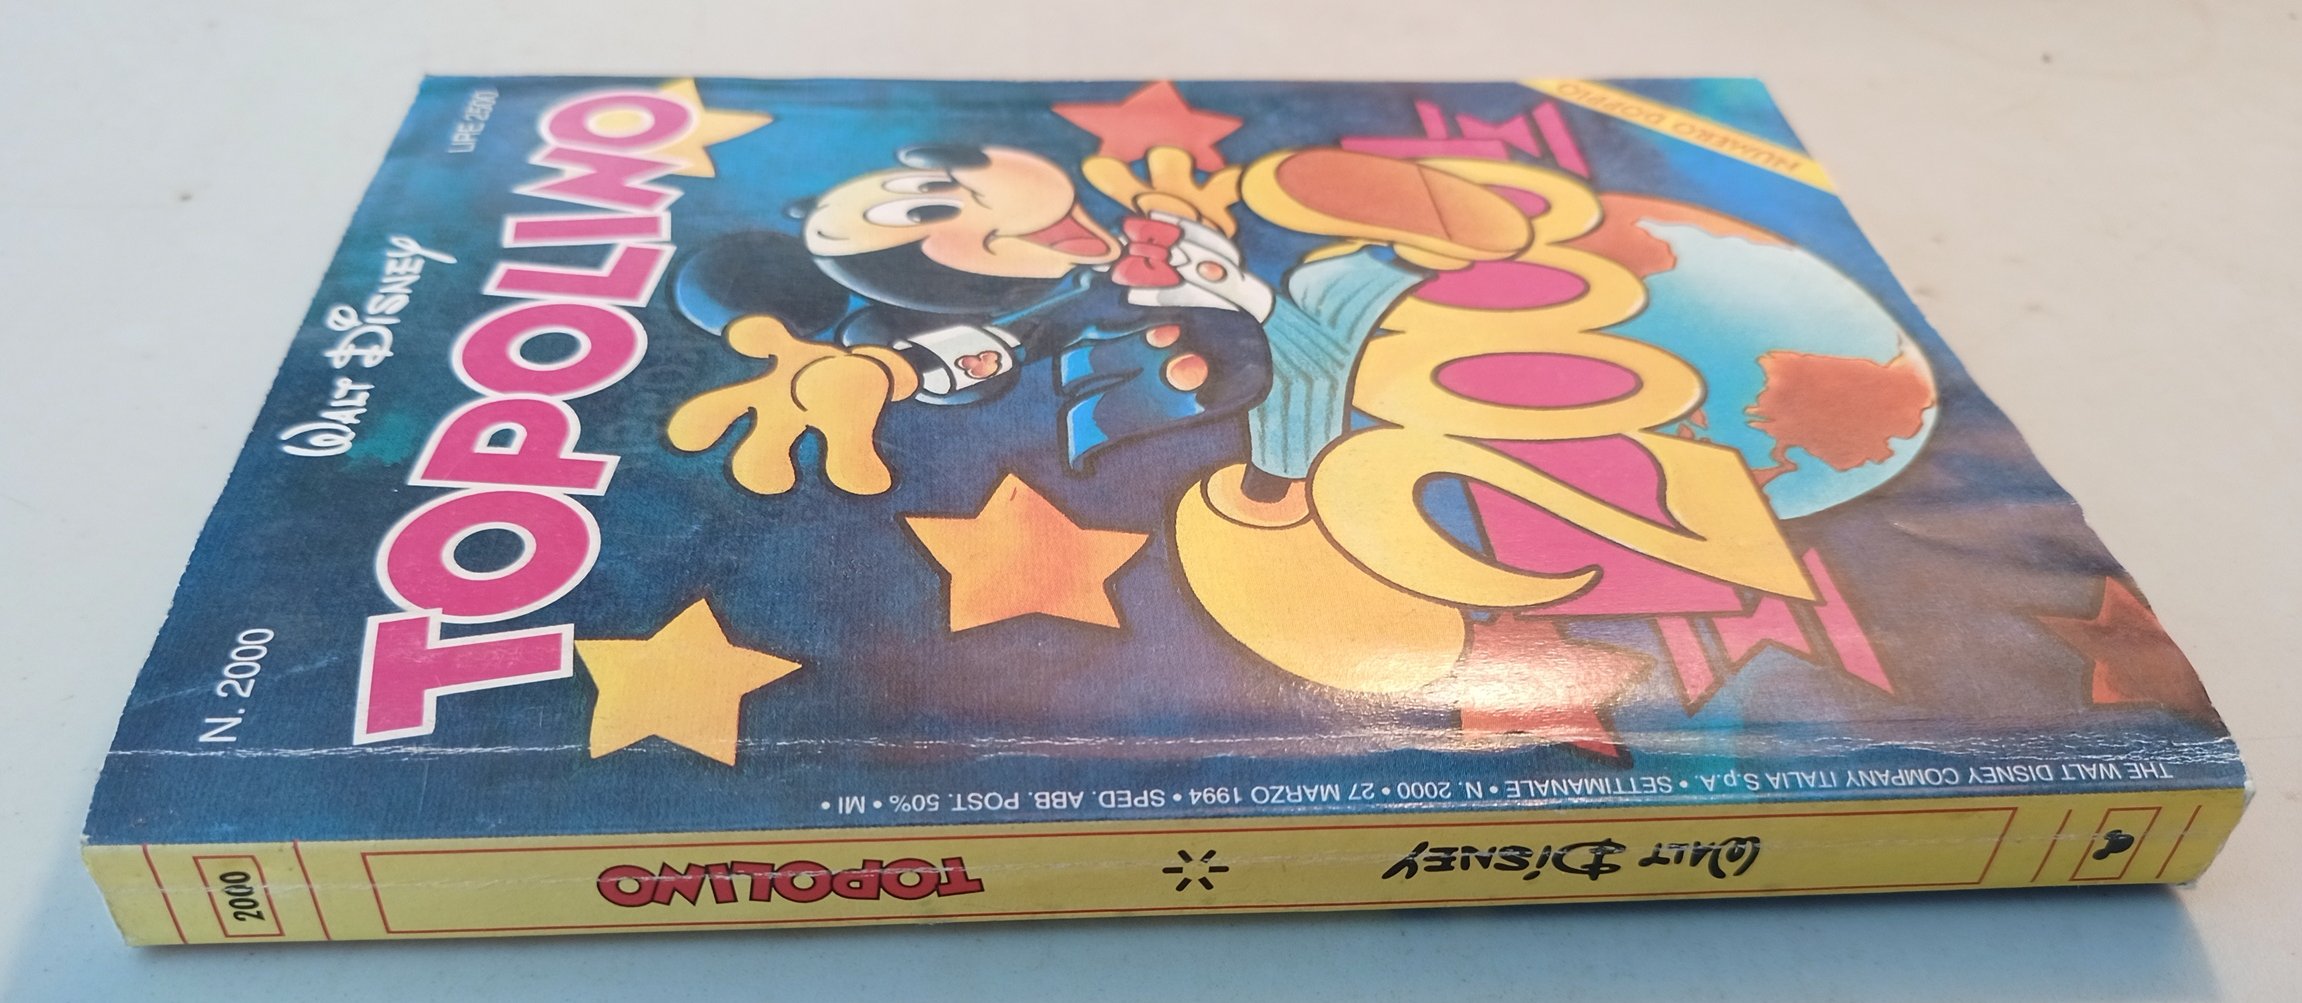 N. 2000
WALT DISNEY
LIRE 2500
TOPOLINO
2000
NUMERO DOPPIO
THE WALT DISNEY COMPANY ITALIA S.p.A. • SETTIMANALE • N. 2000 • 27 MARZO 1994 • SPED. ABB. POST. 50% • MI •
WALT DISNEY
TOPOLINO
2000